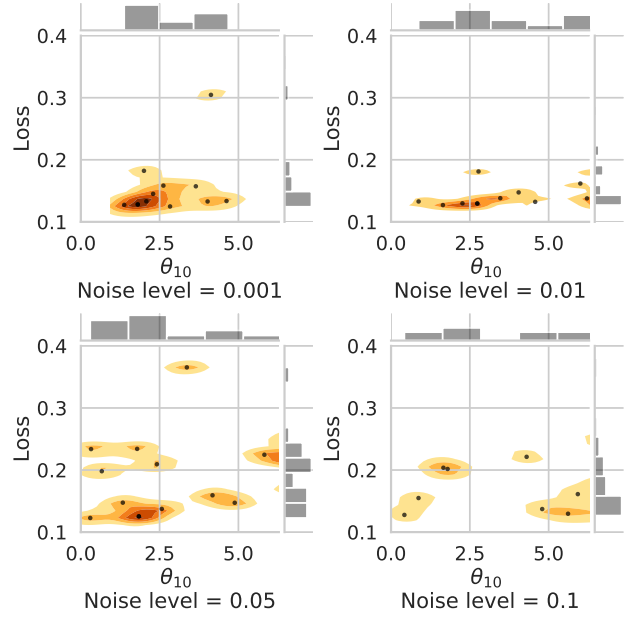 0.4 0.4
Loss 0.3 Loss 0.3
0.2 0.2
0.1 0.1
0.0 2.5 5.0 0.0 2.5 5.0
θ10 θ10
Noise level = 0.001 Noise level = 0.01
0.4 0.4
Loss 0.3 Loss 0.3
0.2 0.2
0.1 0.1
0.0 2.5 5.0 0.0 2.5 5.0
θ10 θ10
Noise level = 0.05 Noise level = 0.1